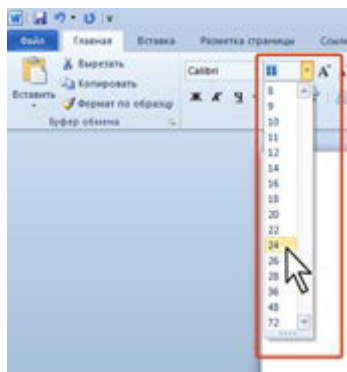 Файл Главная Вставка Разметка страницы Ссыл
Вставить
Вырезать
Копировать
Формат по образцу
Буфер обмена
Calibri 11
A A
Ж К Ч
8
9
10
11
12
14
16
18
20
22
24
26
28
36
48
72